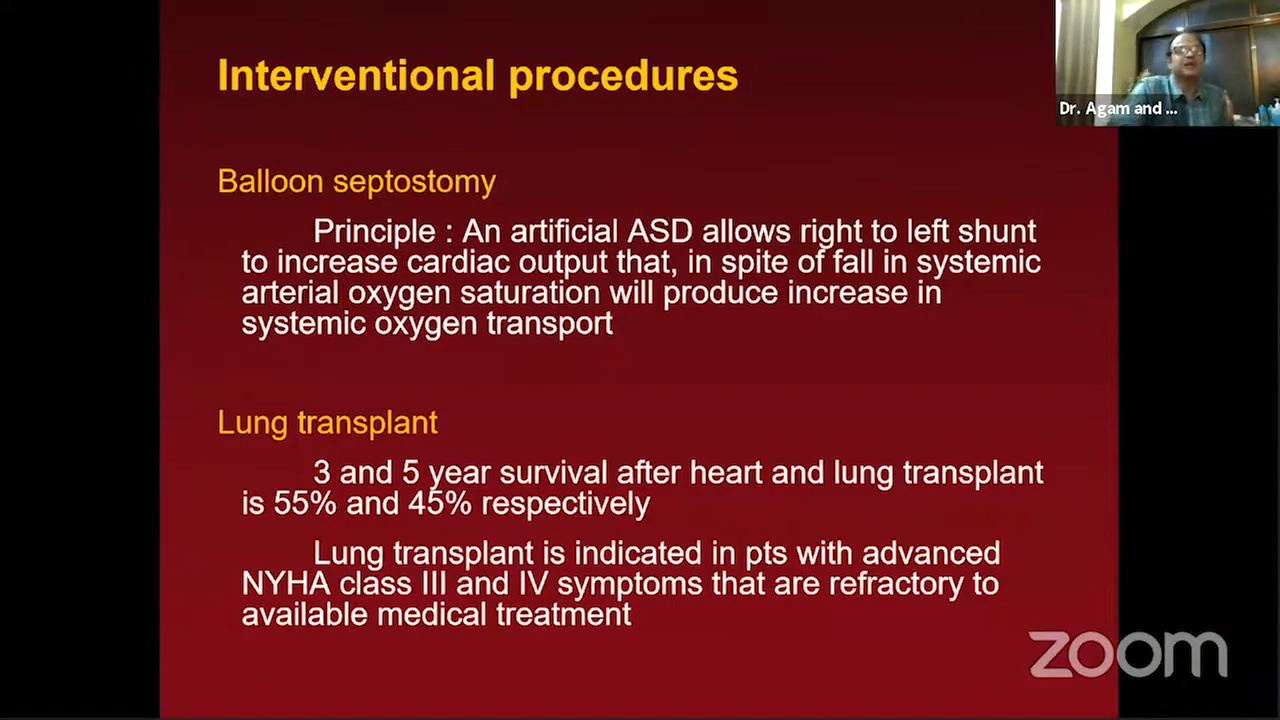 Interventional procedures
Dr. Agam and ...
Balloon septostomy
Principle : An artificial ASD allows right to left shunt
to increase cardiac output that, in spite of fall in systemic
arterial oxygen saturation will produce increase in
systemic oxygen transport
Lung transplant
3 and 5 year survival after heart and lung transplant
is 55% and 45% respectively
Lung transplant is indicated in pts with advanced
NYHA class III and IV symptoms that are refractory to
available medical treatment
zoom